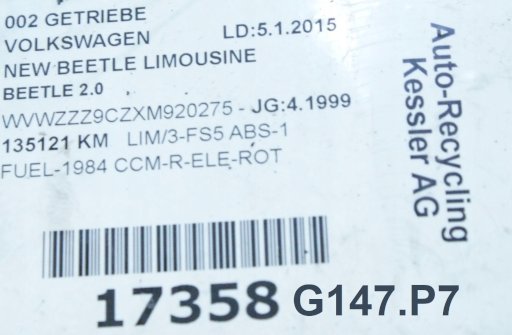 002 GETRIEBE
VOLKSWAGEN LD:5.1.2015
NEW BEETLE LIMOUSINE
BEETLE 2.0
WVWZZZ9CZXM920275 - JG:4.1999
135121 KM LIM/3-FS5 ABS-1
FUEL-1984 CCM-R-ELE-ROT
17358 G147.P7
Auto-Recycling
Kessler AG